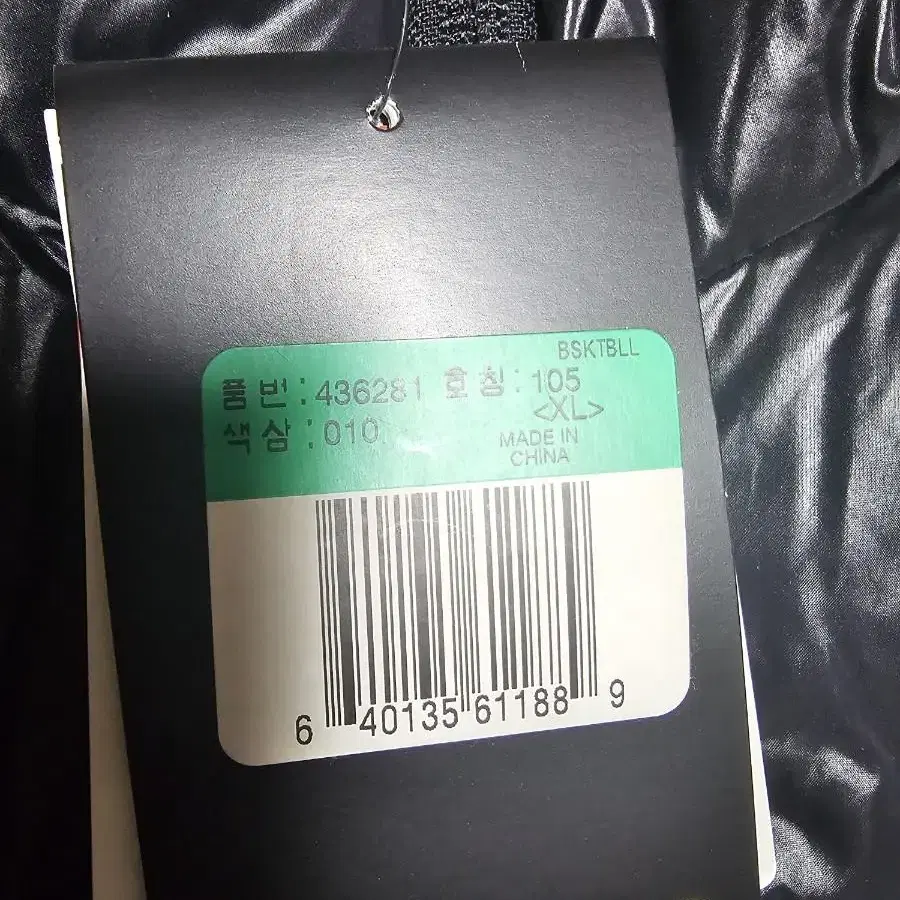 BSKTBLL
품번 : 436281 호칭 : 105
<XL>
색상 : 010
MADE IN
CHINA
6 40135 61188 9